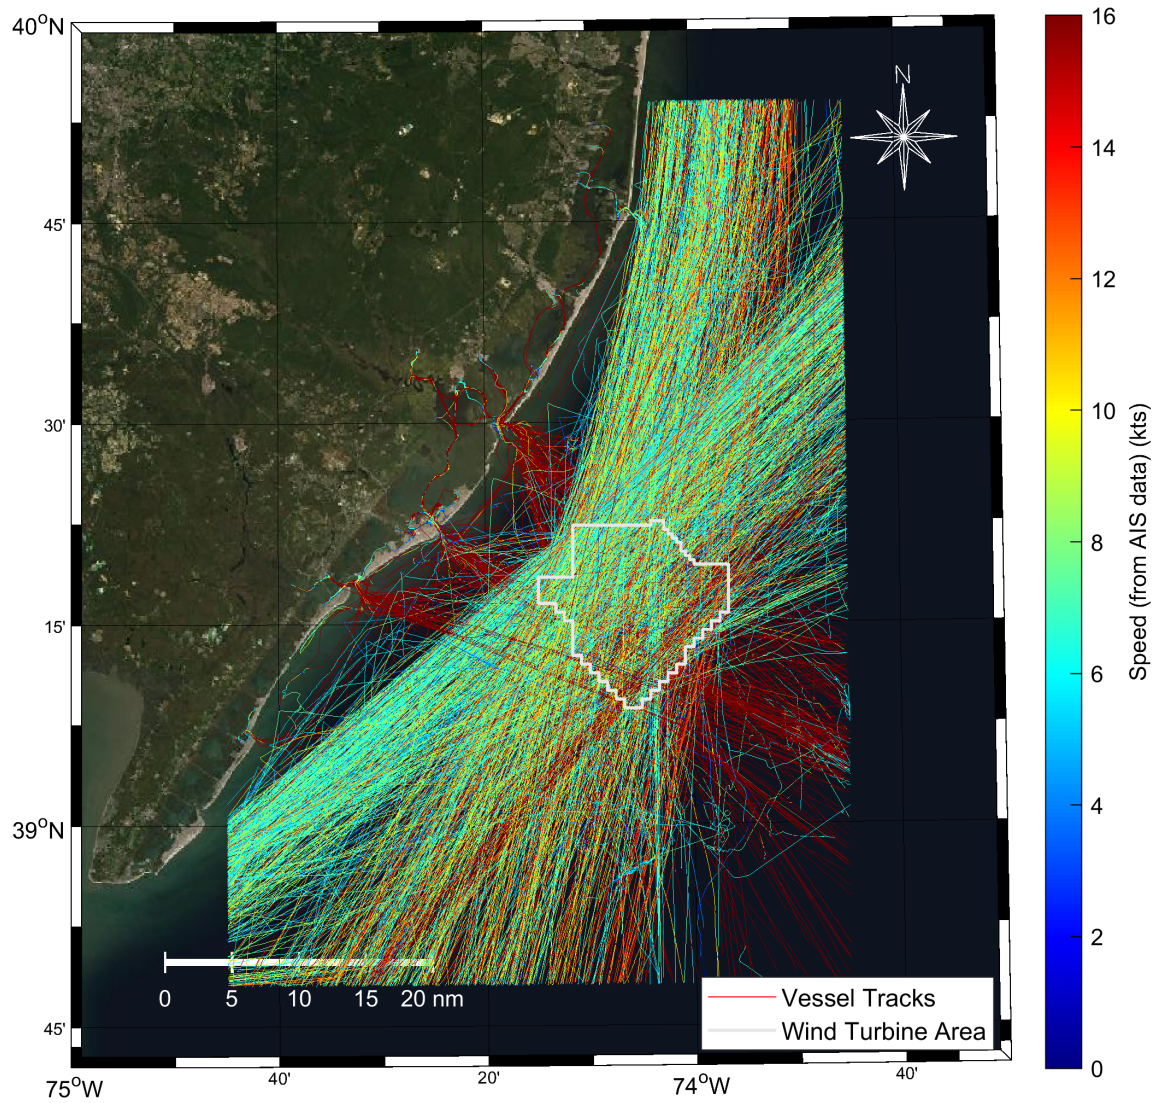 40°N
45'
30'
15'
39°N
45'
75°W
40'
20'
74°W
40'
N
0
5
10
15
20 nm
Vessel Tracks
Wind Turbine Area
16
14
12
10
8
6
4
2
0
Speed (from AIS data) (kts)